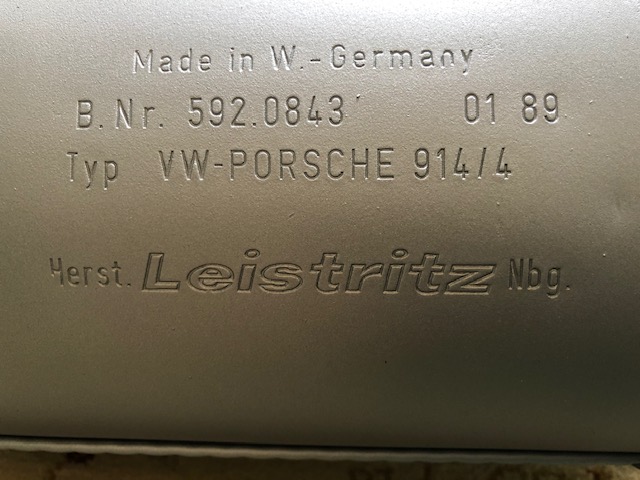 Made in W.-Germany
B.Nr. 592.0843 01 89
Typ VW-PORSCHE 914/4
Herst. Leistritz Nbg.